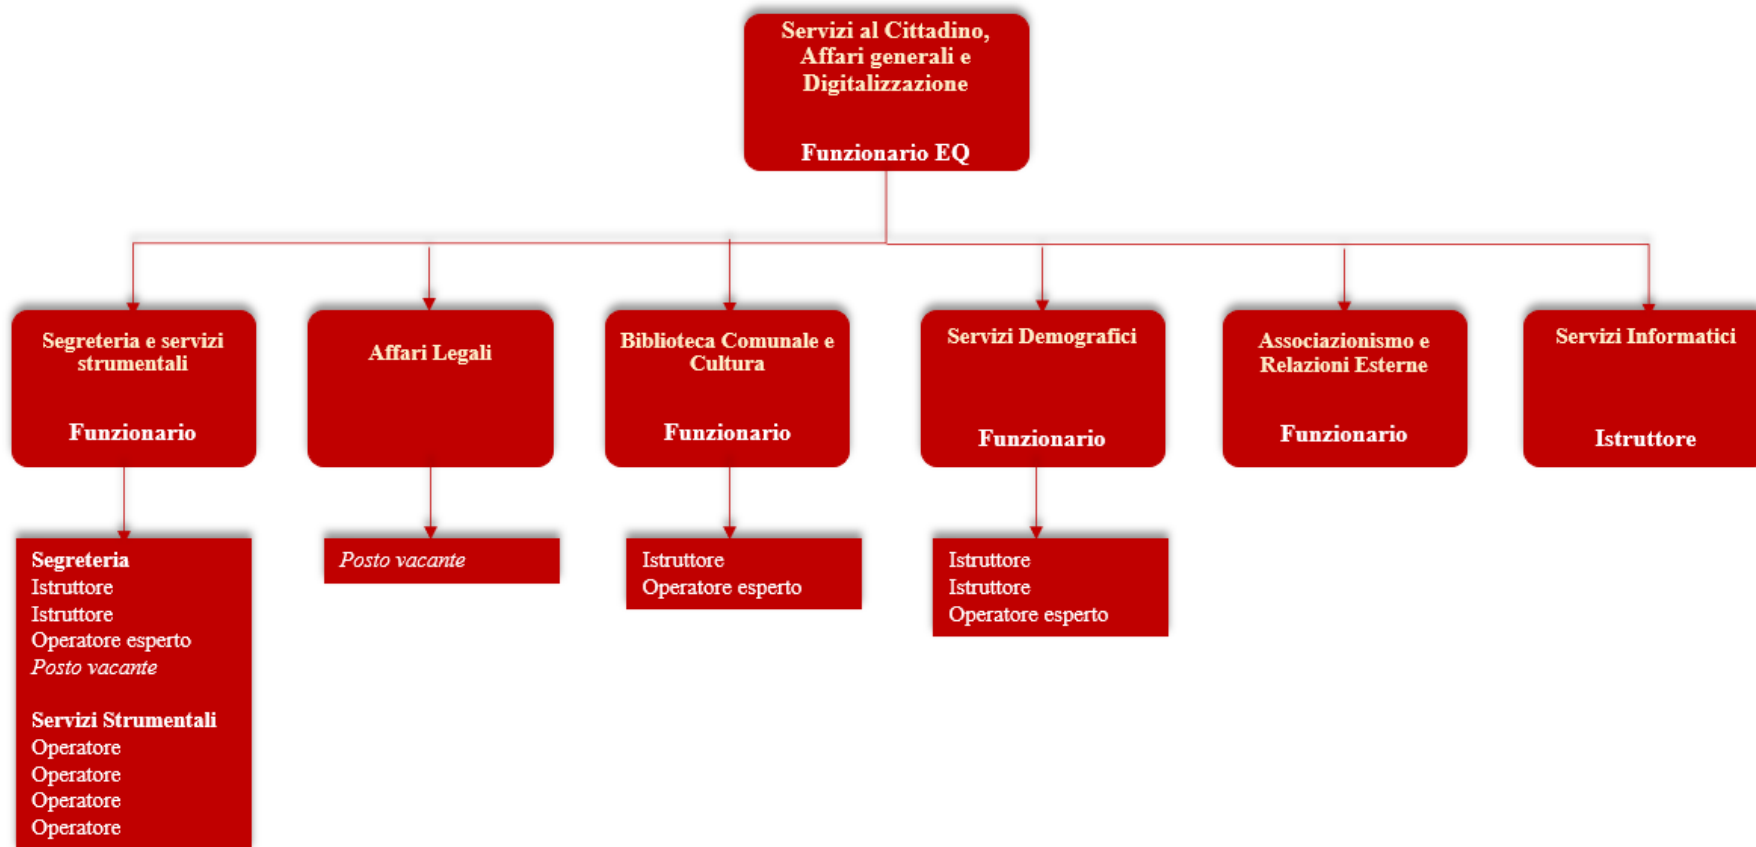 Servizi al Cittadino,
Affari generali e
Digitalizzazione
Funzionario EQ
Segreteria e servizi
strumentali
Funzionario
Affari Legali
Biblioteca Comunale e
Cultura
Funzionario
Servizi Demografici
Funzionario
Associazionismo e
Relazioni Esterne
Funzionario
Servizi Informatici
Istruttore
Segreteria
Istruttore
Istruttore
Operatore esperto
Posto vacante
Servizi Strumentali
Operatore
Operatore
Operatore
Operatore
Posto vacante
Istruttore
Operatore esperto
Istruttore
Istruttore
Operatore esperto